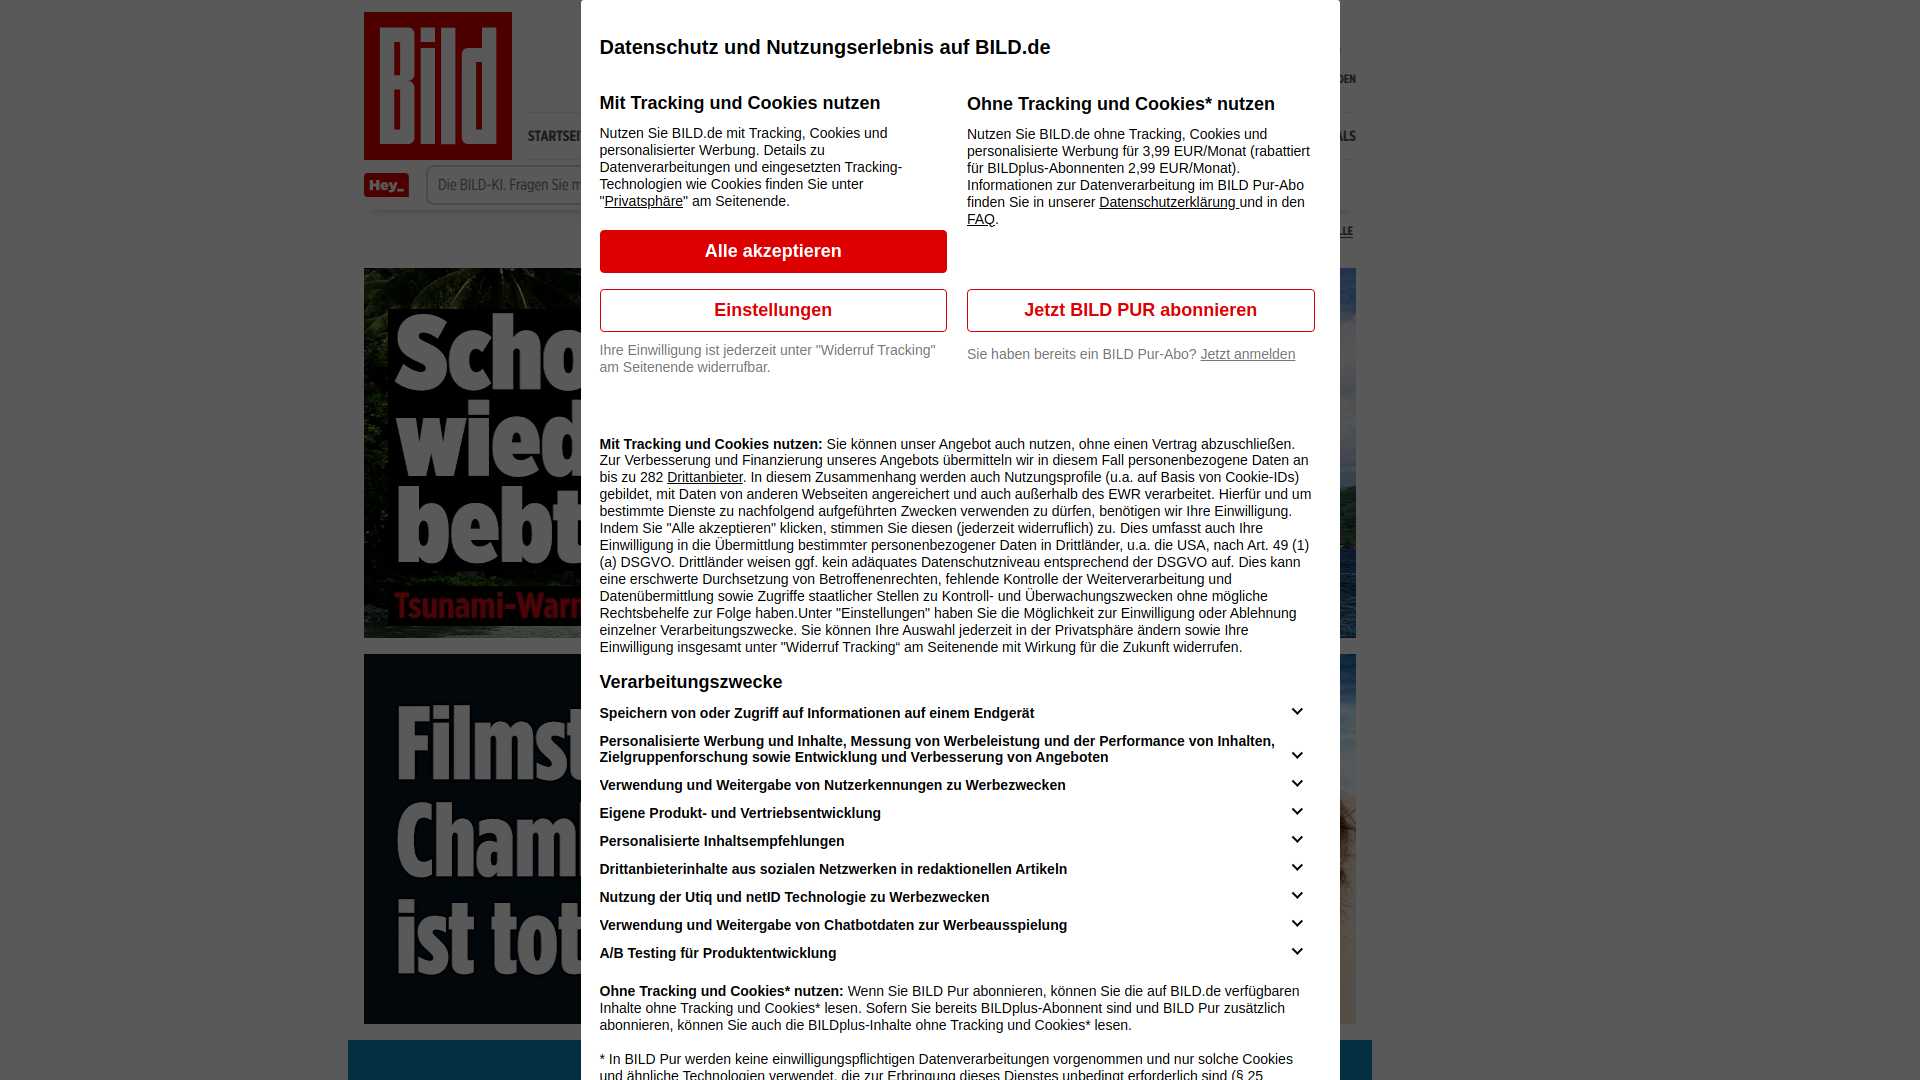 Bild
Datenschutz und Nutzungserlebnis auf BILD.de
Mit Tracking und Cookies nutzen
Nutzen Sie BILD.de mit Tracking, Cookies und
personalisierter Werbung. Details zu
Datenverarbeitungen und eingesetzten Tracking-
Technologien wie Cookies finden Sie unter
"Privatsphäre" am Seitenende.
Alle akzeptieren
Einstellungen
Ihre Einwilligung ist jederzeit unter "Widerruf Tracking"
am Seitenende widerrufbar.
Ohne Tracking und Cookies* nutzen
Nutzen Sie BILD.de ohne Tracking, Cookies und
personalisierte Werbung für 3,99 EUR/Monat (rabattiert
für BILDplus-Abonnenten 2,99 EUR/Monat).
Informationen zur Datenverarbeitung im BILD Pur-Abo
finden Sie in unserer Datenschutzerklärung und in den
FAQ.
Jetzt BILD PUR abonnieren
Sie haben bereits ein BILD Pur-Abo? Jetzt anmelden
Mit Tracking und Cookies nutzen: Sie können unser Angebot auch nutzen, ohne einen Vertrag abzuschließen.
Zur Verbesserung und Finanzierung unseres Angebots übermitteln wir in diesem Fall personenbezogene Daten an
bis zu 282 Drittanbieter. In diesem Zusammenhang werden auch Nutzungsprofile (u.a. auf Basis von Cookie-IDs)
gebildet, mit Daten von anderen Webseiten angereichert und auch außerhalb des EWR verarbeitet. Hierfür und um
bestimmte Dienste zu nachfolgend aufgeführten Zwecken verwenden zu dürfen, benötigen wir Ihre Einwilligung.
Indem Sie "Alle akzeptieren" klicken, stimmen Sie diesen (jederzeit widerruflich) zu. Dies umfasst auch Ihre
Einwilligung in die Übermittlung bestimmter personenbezogener Daten in Drittländer, u.a. die USA, nach Art. 49 (1)
(a) DSGVO. Drittländer weisen ggf. kein adäquates Datenschutzniveau entsprechend der DSGVO auf. Dies kann
eine erschwerte Durchsetzung von Betroffenenrechten, fehlende Kontrolle der Weiterverarbeitung und
Datenübermittlung sowie Zugriffe staatlicher Stellen zu Kontroll- und Überwachungszwecken ohne mögliche
Rechtsbehelfe zur Folge haben.Unter "Einstellungen" haben Sie die Möglichkeit zur Einwilligung oder Ablehnung
einzelner Verarbeitungszwecke. Sie können Ihre Auswahl jederzeit in der Privatsphäre ändern sowie Ihre
Einwilligung insgesamt unter "Widerruf Tracking“ am Seitenende mit Wirkung für die Zukunft widerrufen.
Verarbeitungszwecke
Speichern von oder Zugriff auf Informationen auf einem Endgerät
Personalisierte Werbung und Inhalte, Messung von Werbeleistung und der Performance von Inhalten,
Zielgruppenforschung sowie Entwicklung und Verbesserung von Angeboten
Verwendung und Weitergabe von Nutzerkennungen zu Werbezwecken
Eigene Produkt- und Vertriebsentwicklung
Personalisierte Inhaltsempfehlungen
Drittanbieterinhalte aus sozialen Netzwerken in redaktionellen Artikeln
Nutzung der Utiq und netID Technologie zu Werbezwecken
Verwendung und Weitergabe von Chatbotdaten zur Werbeausspielung
A/B Testing für Produktentwicklung
Ohne Tracking und Cookies* nutzen: Wenn Sie BILD Pur abonnieren, können Sie die auf BILD.de verfügbaren
Inhalte ohne Tracking und Cookies* lesen. Sofern Sie bereits BILDplus-Abonnent sind und BILD Pur zusätzlich
abonnieren, können Sie auch die BILDplus-Inhalte ohne Tracking und Cookies* lesen.
* In BILD Pur werden keine einwilligungspflichtigen Datenverarbeitungen vorgenommen und nur solche Cookies
und ähnliche Technologien verwendet, die zur Erbringung dieses Dienstes unbedingt erforderlich sind (§ 25
STARTSEI
Hey_
Die BILD-KI. Fragen Sie m
Scho
wied
bebt
Tsunami-Warn
Filmst
Cham
ist tot
DEN
ALS
LLE